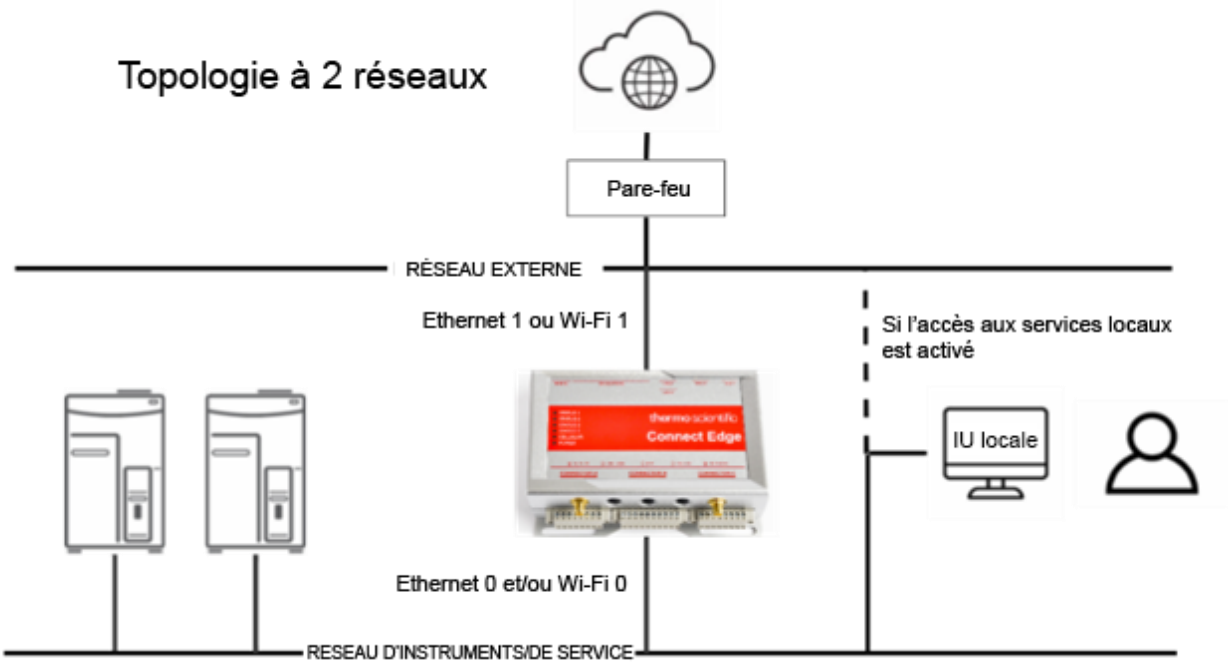 Topologie à 2 réseaux
Pare-feu
RÉSEAU EXTERNE
Ethernet 1 ou Wi-Fi 1
Si l'accès aux services locaux
est activé
thermo scientific
Connect Edge
IU locale
Ethernet 0 et/ou Wi-Fi 0
RESEAU D'INSTRUMENTS/DE SERVICE